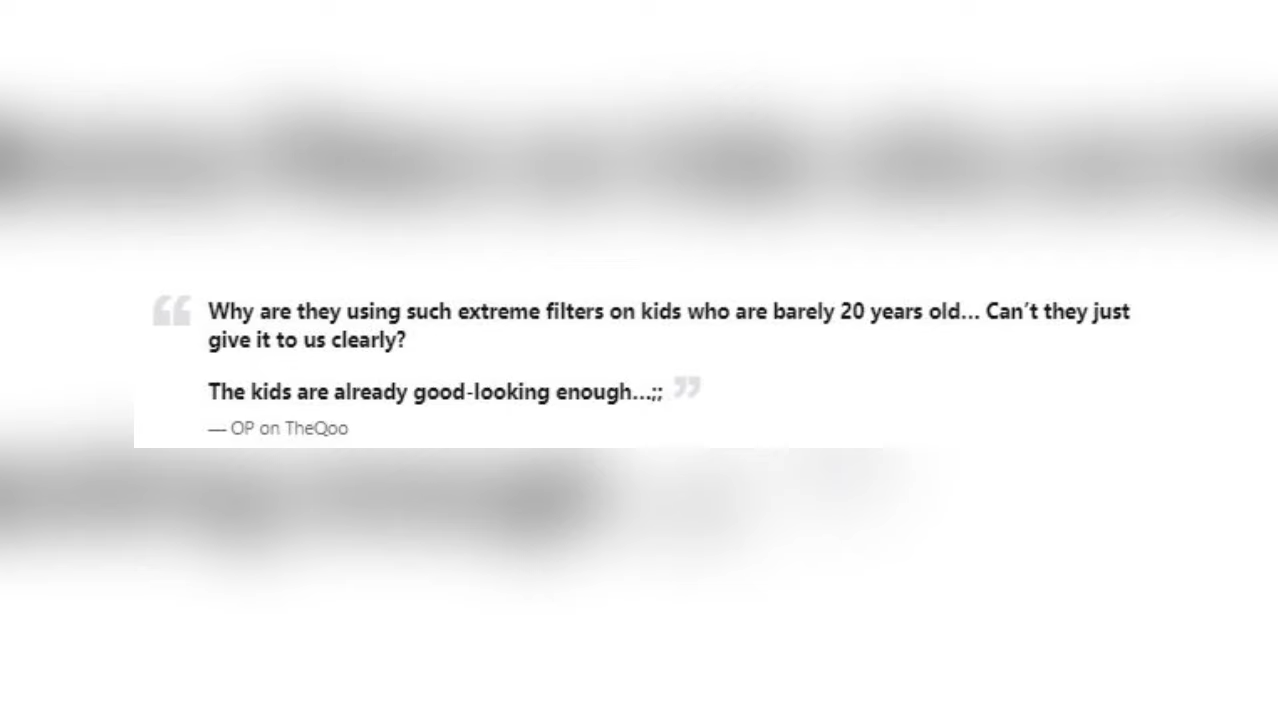 “ Why are they using such extreme filters on kids who are barely 20 years old... Can’t they just
give it to us clearly?
The kids are already good-looking enough...;; ”
— OP on TheQoo